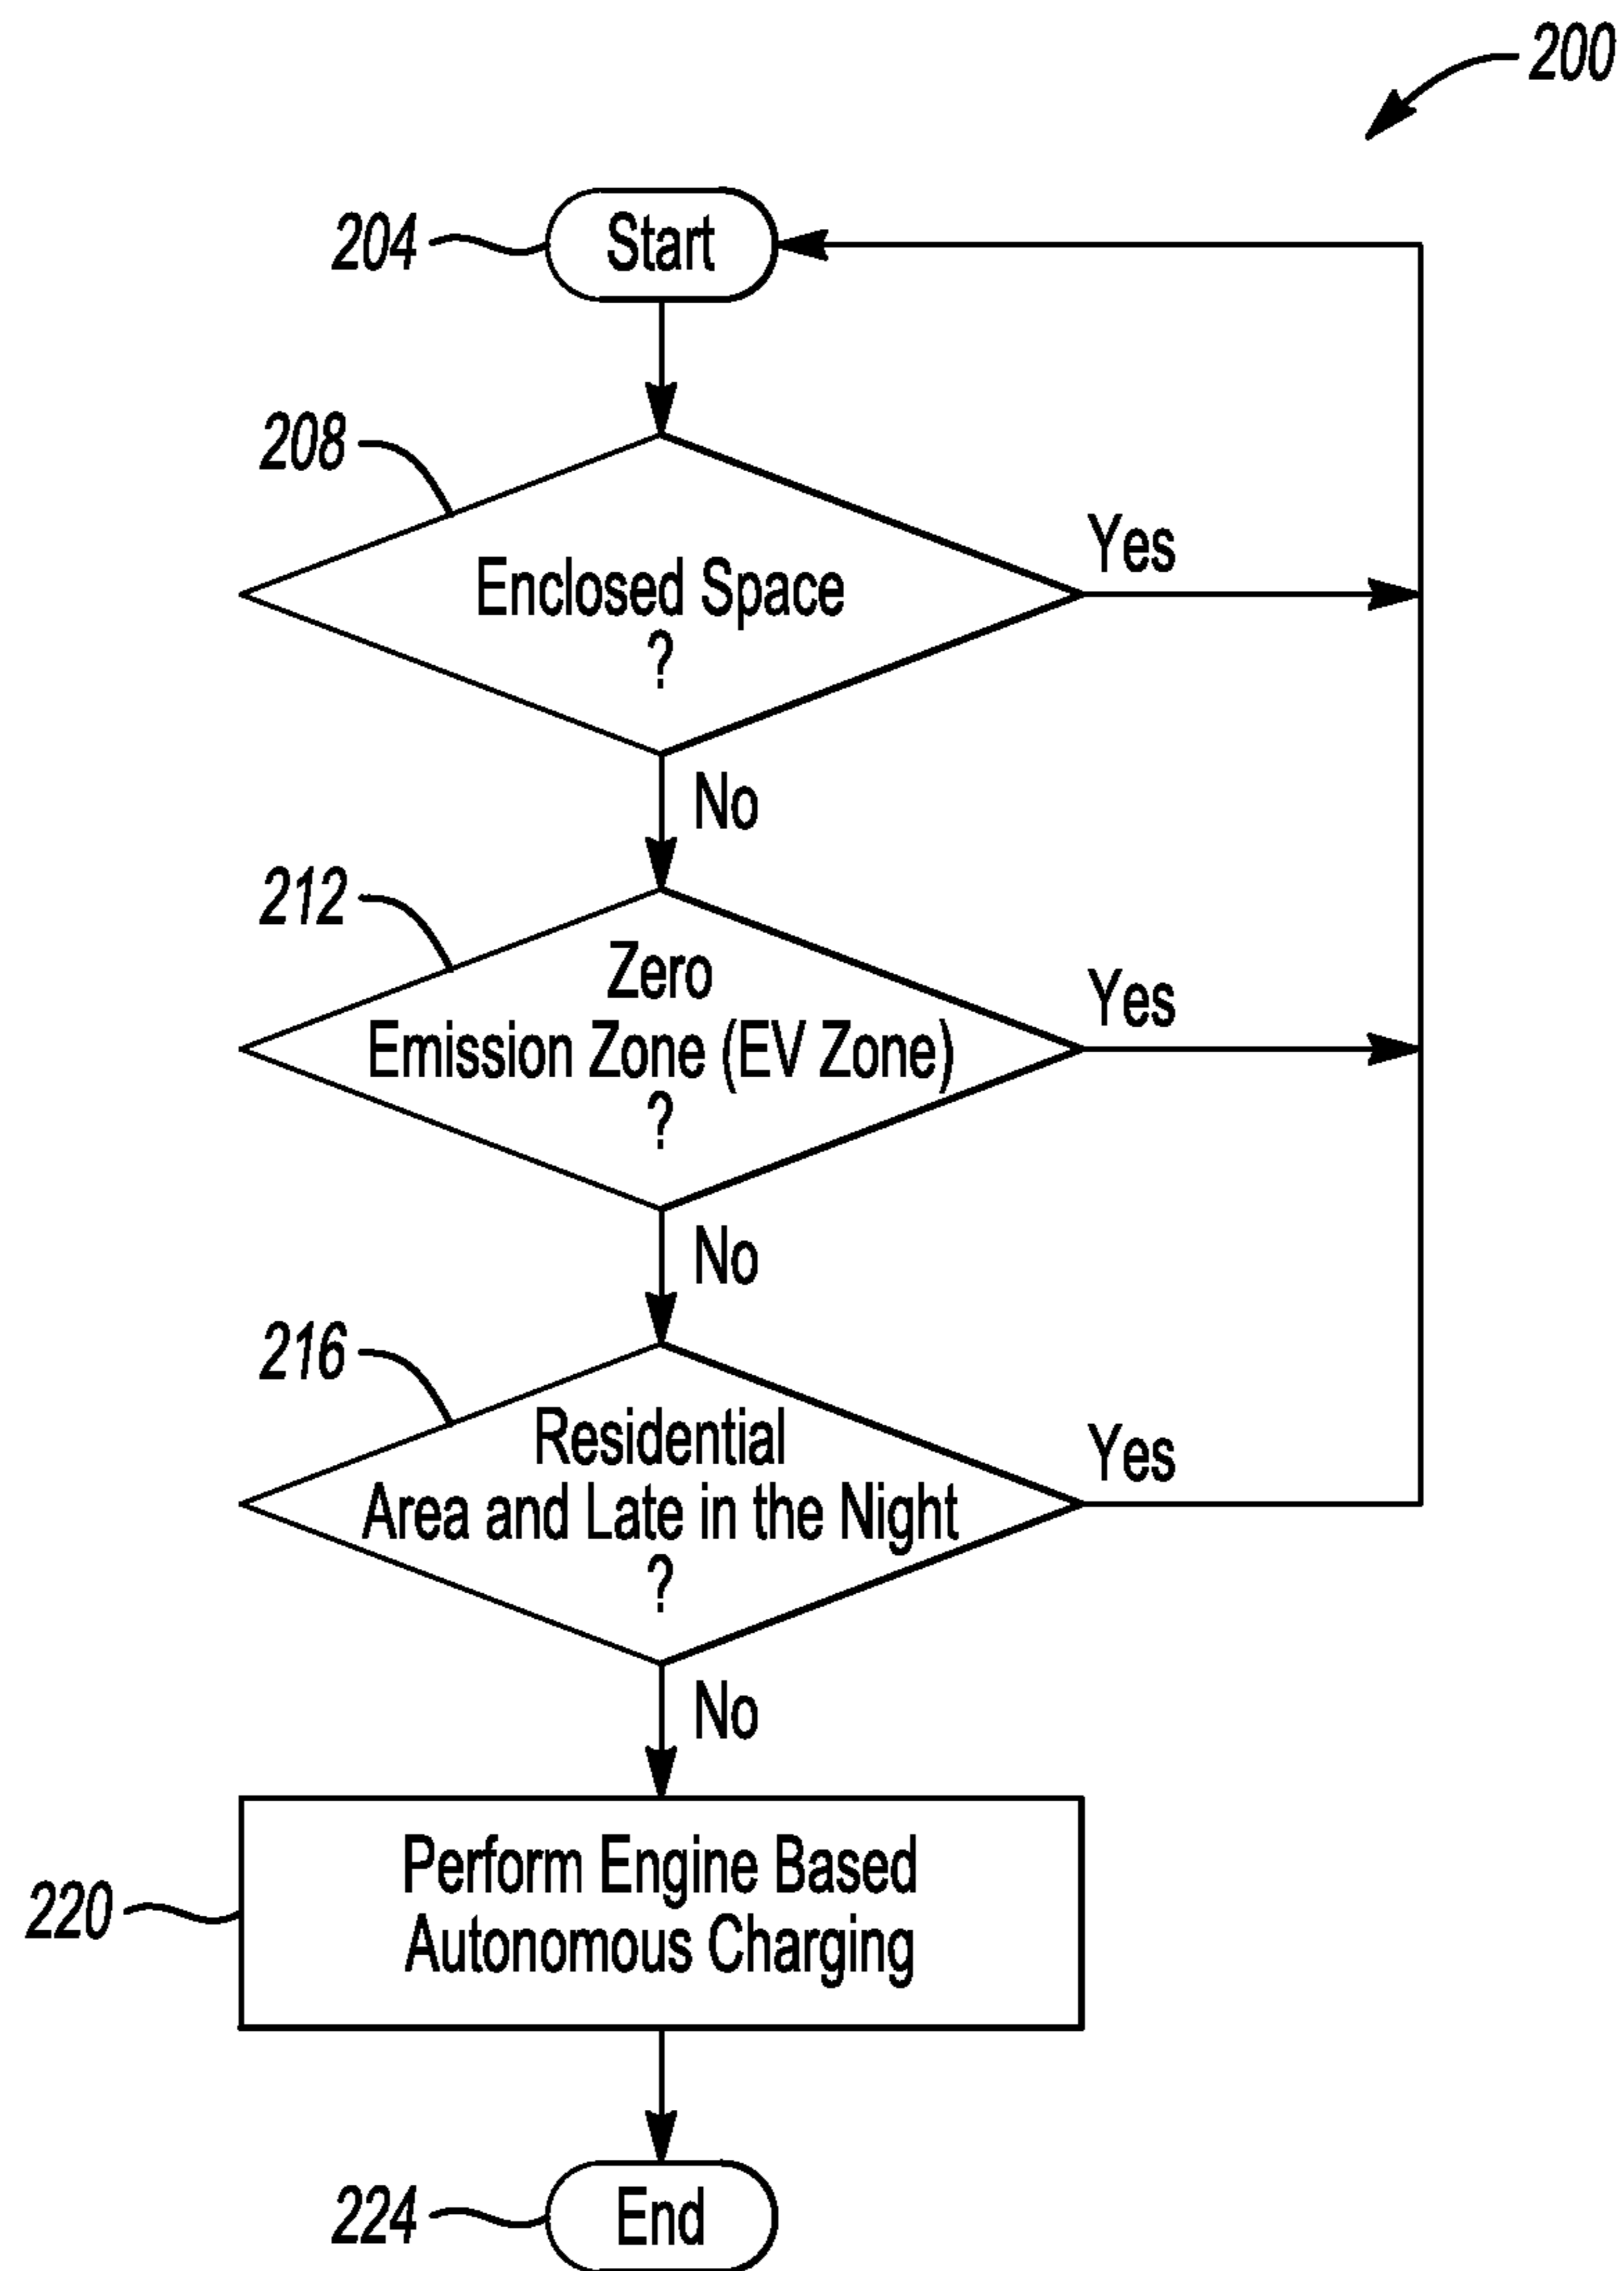 200
204
Start
208
Enclosed Space
?
Yes
No
212
Zero
Emission Zone (EV Zone)
?
Yes
No
216
Residential
Area and Late in the Night
?
Yes
No
220
Perform Engine Based
Autonomous Charging
224
End